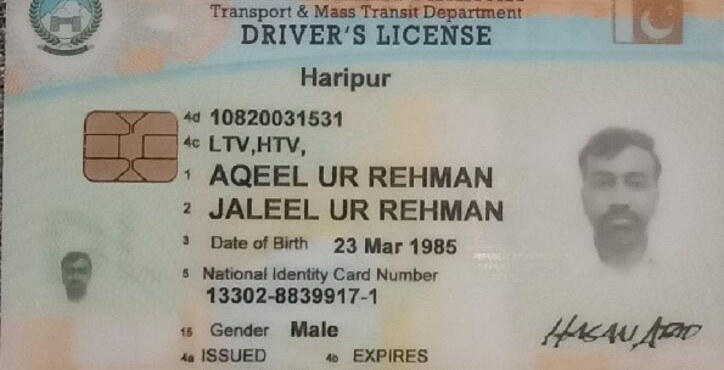 Transport & Mass Transit Department
DRIVER'S LICENSE
Haripur
4d 10820031531
4c LTV,HTV,
1 AQEEL UR REHMAN
2 JALEEL UR REHMAN
3 Date of Birth 23 Mar 1985
5 National Identity Card Number
13302-8839917-1
15 Gender Male
4a ISSUED 4b EXPIRES